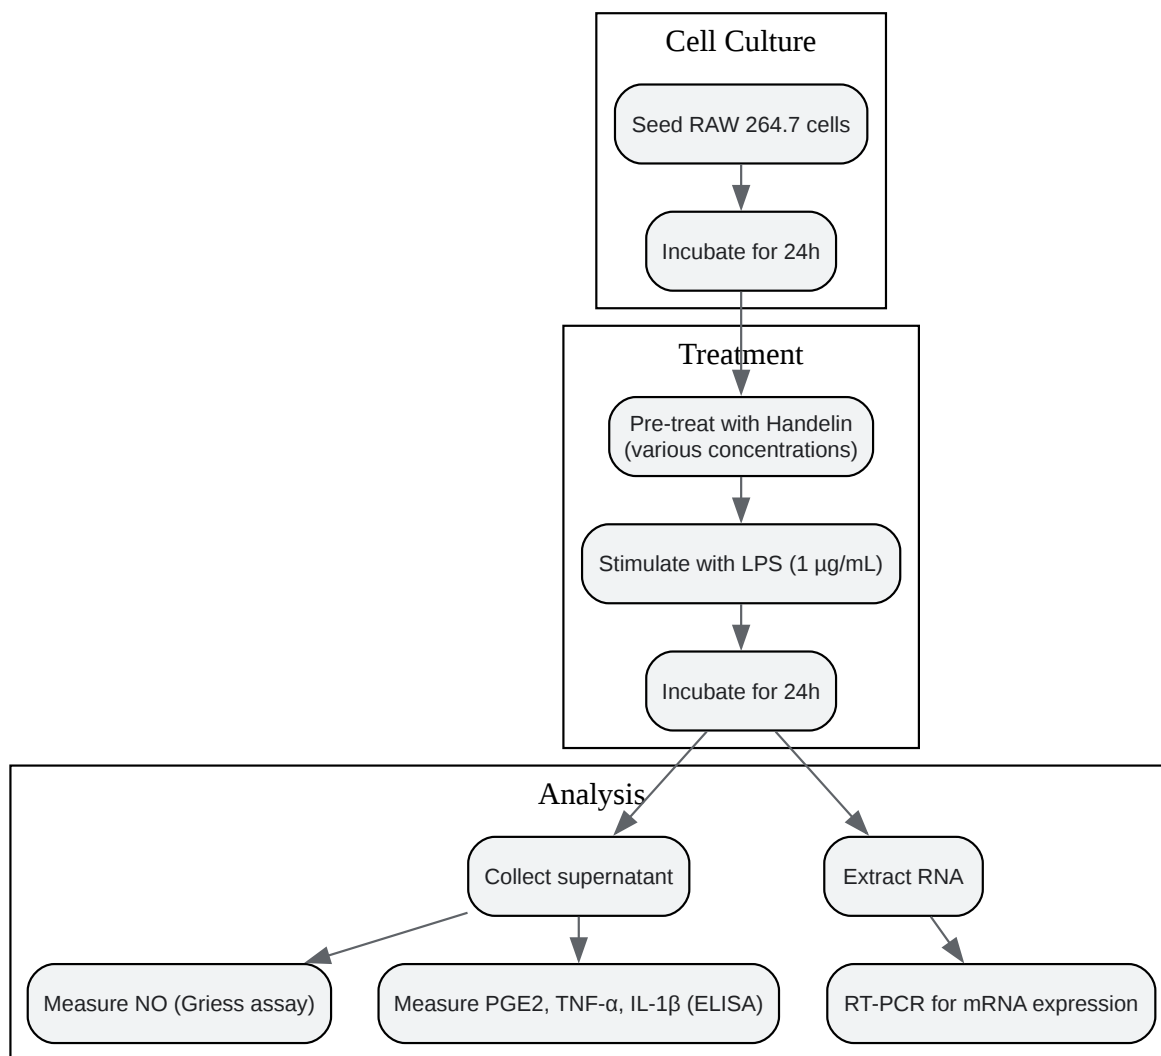 Cell Culture
Seed RAW 264.7 cells
Incubate for 24h
Treatment
Pre-treat with Handelin
(various concentrations)
Stimulate with LPS (1 µg/mL)
Incubate for 24h
Analysis
Collect supernatant
Extract RNA
Measure NO (Griess assay)
Measure PGE2, TNF-α, IL-1β (ELISA)
RT-PCR for mRNA expression